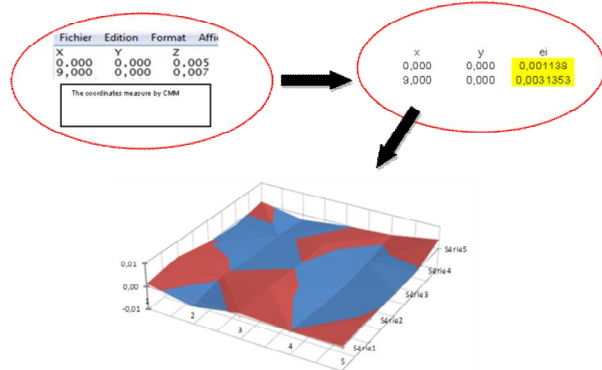 Fichier Edition Format Affi
X Y Z
0.000 0.000 0.005
9,000 0,000 0,007
The coordinates measure by CMM
x y ei
0,000 0,000 0,001138
9,000 0,000 0,0031353
0,01
0,00
-0,01
1
2
3
4
5
Série1
Série2
Série3
Série4
Série5